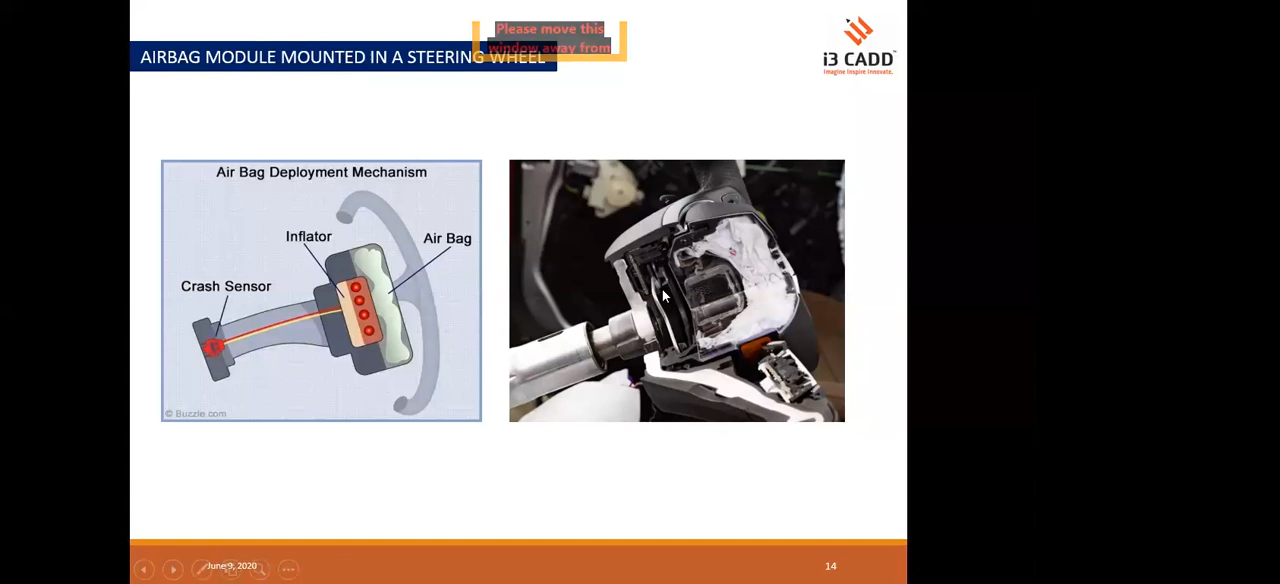 Please move this
window away from
AIRBAG MODULE MOUNTED IN A STEERING WHEEL
i3 CADD™
Imagine Inspire Innovate.
Air Bag Deployment Mechanism
Inflator
Air Bag
Crash Sensor
© Buzzle.com
June 9, 2020
14